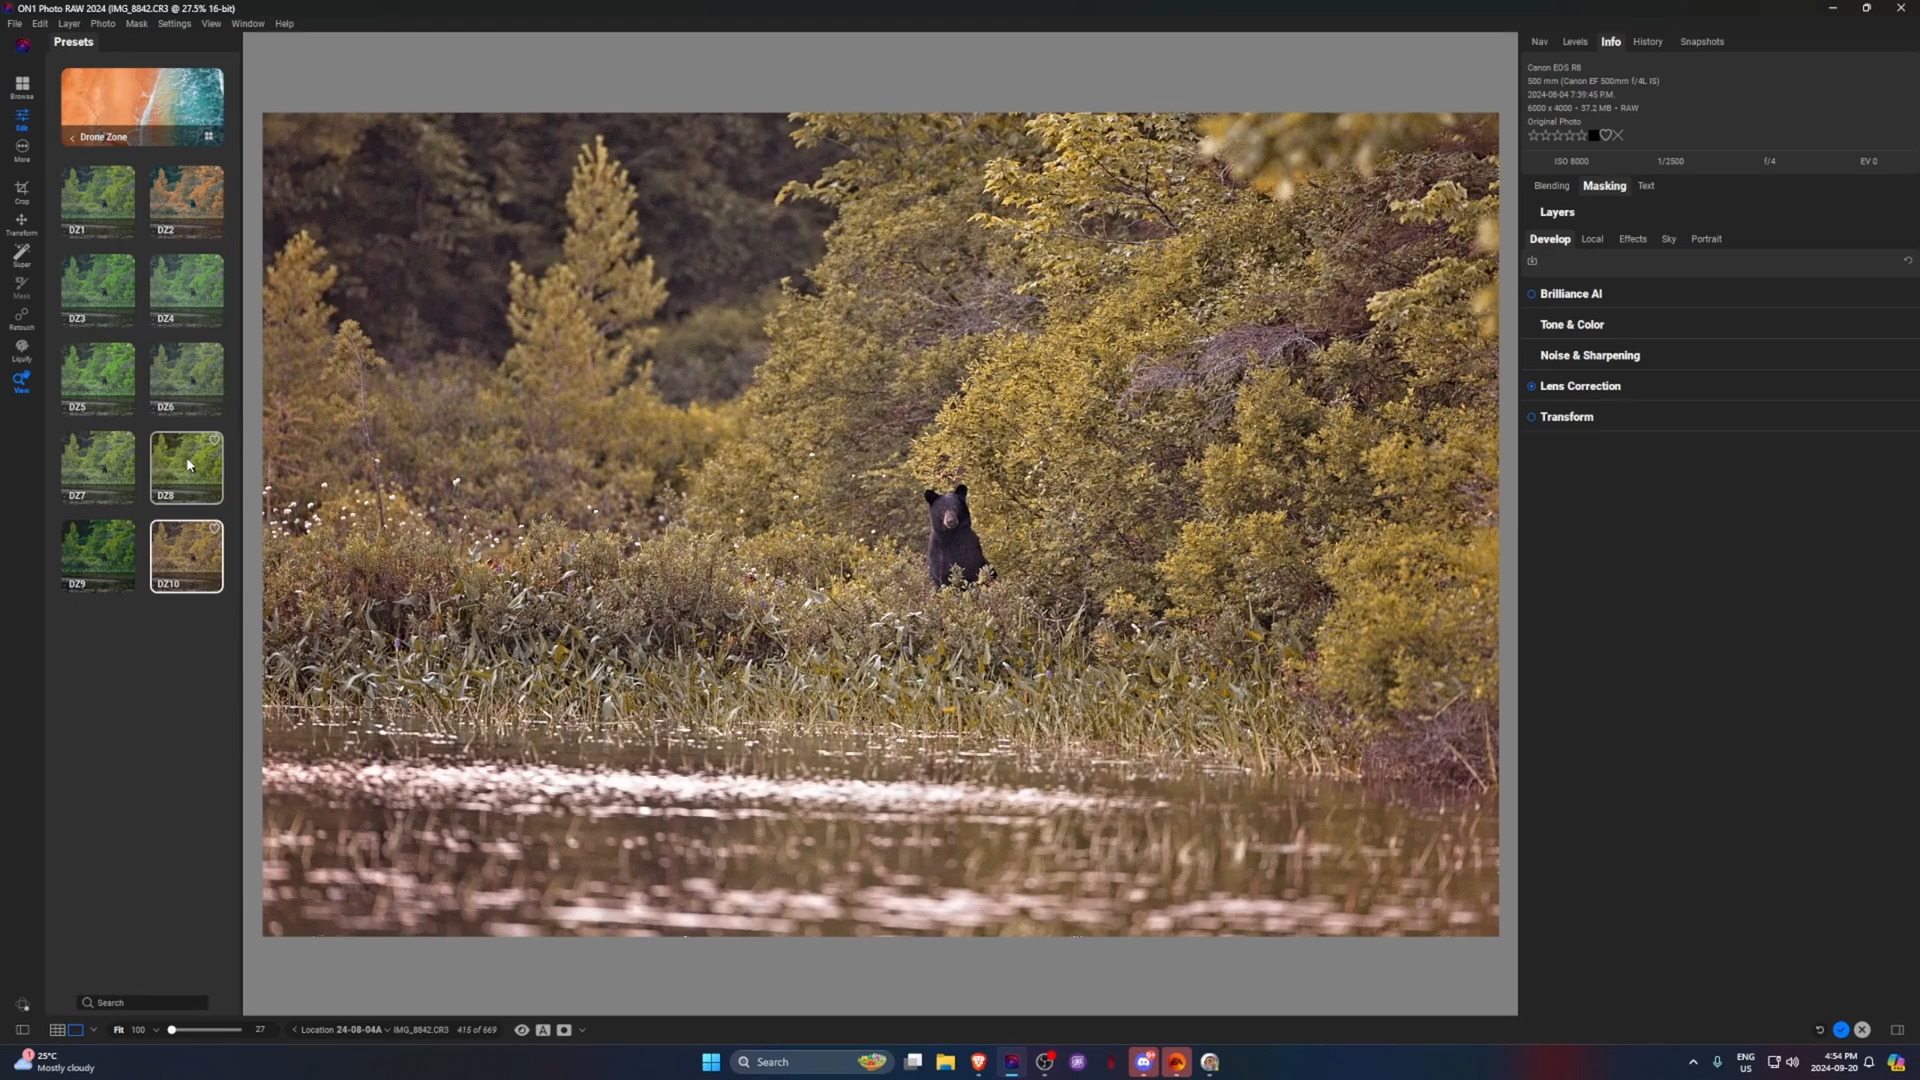 ON1 Photo RAW 2024 (IMG_8842.CR3 @ 27.5% 16-bit)
File Edit Layer Photo Mask Settings View Window Help
Presets
Browse
Edit
More
Crop
Transform
Super
Mask
Retouch
Liquify
View
Drone Zone
DZ1
DZ2
DZ3
DZ4
DZ5
DZ6
DZ7
DZ8
DZ9
DZ10
Search
Nav Levels Info History Snapshots
Canon EOS R8
500 mm (Canon EF 500mm f/4L IS)
2024-08-04 7:39:45 P.M.
6000 x 4000 • 37.2 MB • RAW
Original Photo
ISO 8000 1/2500 f/4 EV 0
Blending Masking Text
Layers
Develop Local Effects Sky Portrait
Brilliance AI
Tone & Color
Noise & Sharpening
Lens Correction
Transform
Fit 100 27 Location 24-08-04A IMG_8842.CR3 415 of 669 A
1 25°C
Mostly cloudy
Search
ENG
US
4:54 PM
2024-09-20